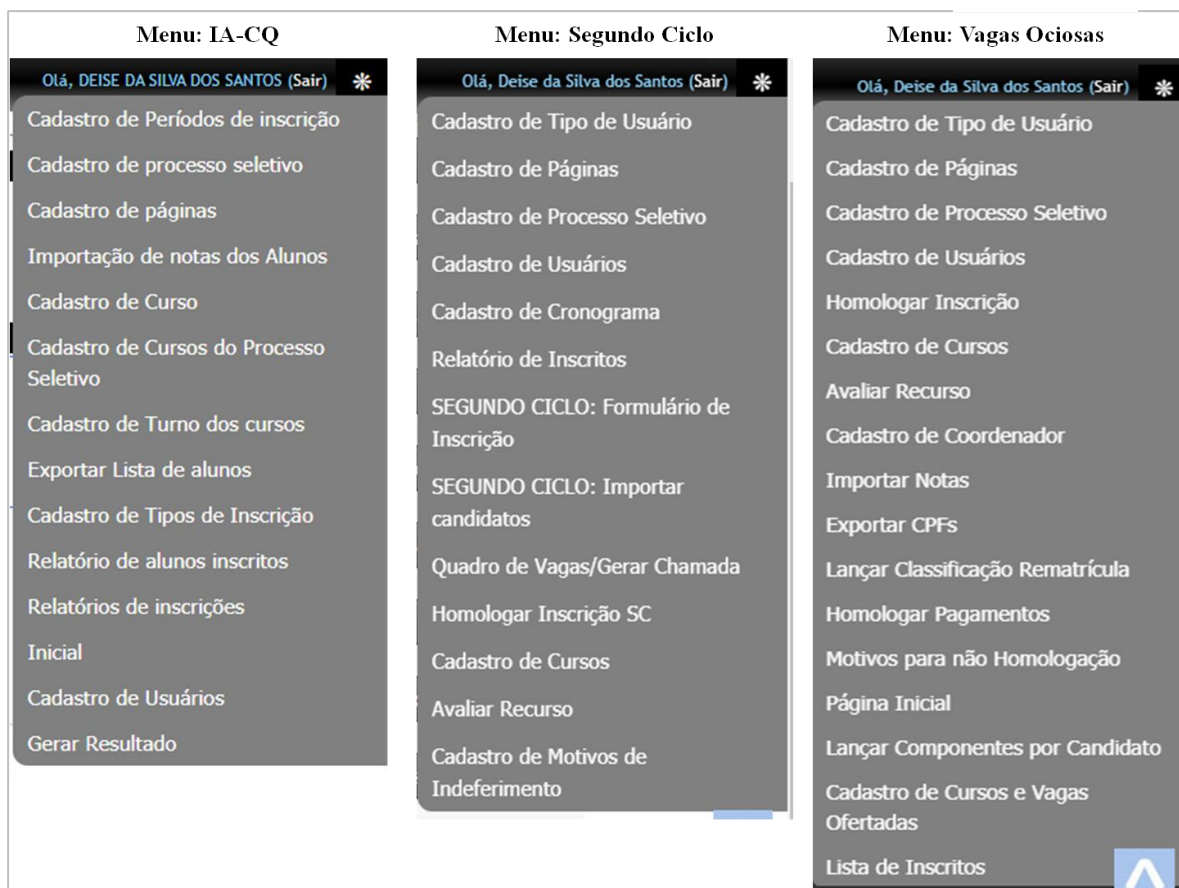 Menu: IA-CQ
Olá, DEISE DA SILVA DOS SANTOS (Sair)
Cadastro de Períodos de inscrição
Cadastro de processo seletivo
Cadastro de páginas
Importação de notas dos Alunos
Cadastro de Curso
Cadastro de Cursos do Processo
Seletivo
Cadastro de Turno dos cursos
Exportar Lista de alunos
Cadastro de Tipos de Inscrição
Relatório de alunos inscritos
Relatórios de inscrições
Inicial
Cadastro de Usuários
Gerar Resultado
Menu: Segundo Ciclo
Olá, Deise da Silva dos Santos (Sair)
Cadastro de Tipo de Usuário
Cadastro de Páginas
Cadastro de Processo Seletivo
Cadastro de Usuários
Cadastro de Cronograma
Relatório de Inscritos
SEGUNDO CICLO: Formulário de
Inscrição
SEGUNDO CICLO: Importar
candidatos
Quadro de Vagas/Gerar Chamada
Homologar Inscrição SC
Cadastro de Cursos
Avaliar Recurso
Cadastro de Motivos de
Indeferimento
Menu: Vagas Ociosas
Olá, Deise da Silva dos Santos (Sair)
Cadastro de Tipo de Usuário
Cadastro de Páginas
Cadastro de Processo Seletivo
Cadastro de Usuários
Homologar Inscrição
Cadastro de Cursos
Avaliar Recurso
Cadastro de Coordenador
Importar Notas
Exportar CPFs
Lançar Classificação Rematrícula
Homologar Pagamentos
Motivos para não Homologação
Página Inicial
Lançar Componentes por Candidato
Cadastro de Cursos e Vagas
Ofertadas
Lista de Inscritos